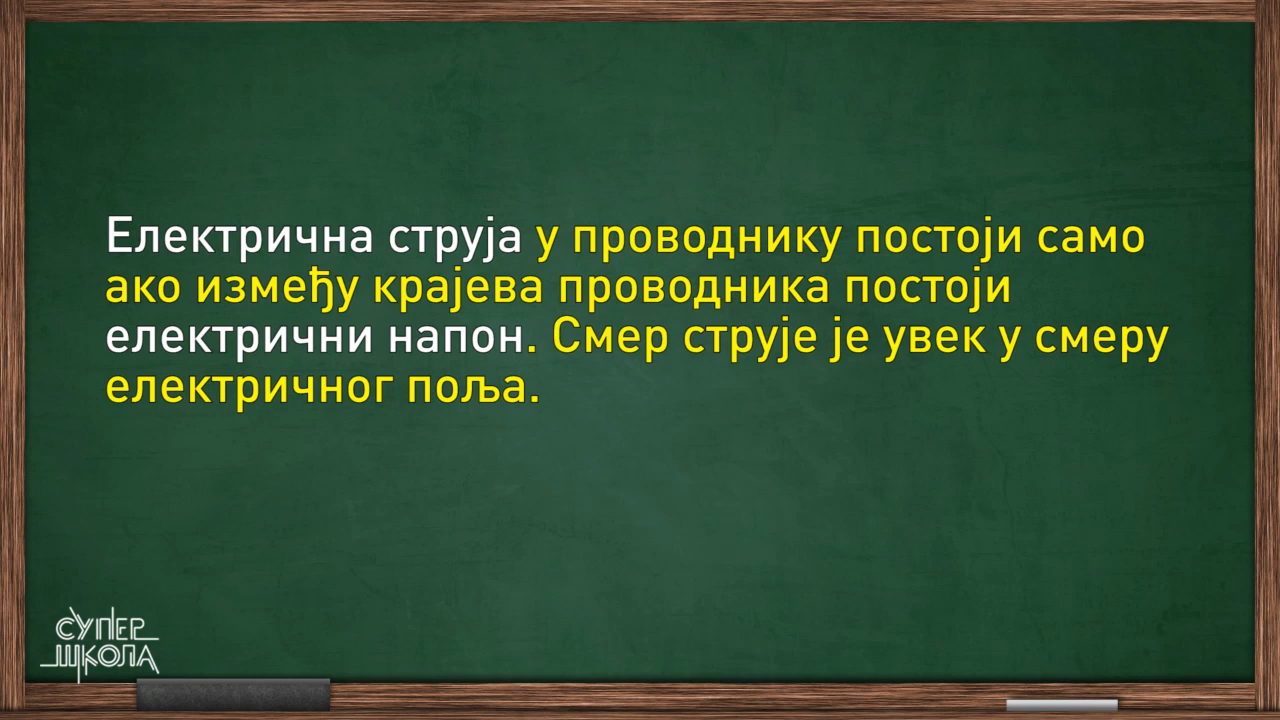 Електрична струја у проводнику постоји само
ако између крајева проводника постоји
електрични напон. Смер струје је увек у смеру
електричног поља.
СУПЕР
ШКОЛА